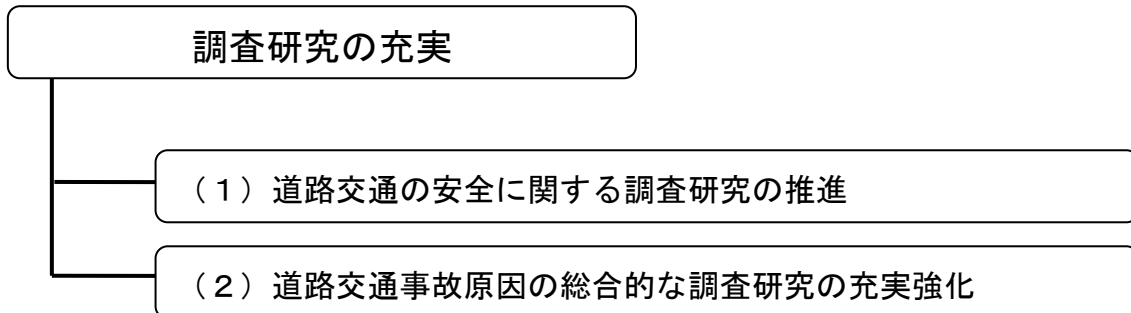 調査研究の充実
（１）道路交通の安全に関する調査研究の推進
（２）道路交通事故原因の総合的な調査研究の充実強化